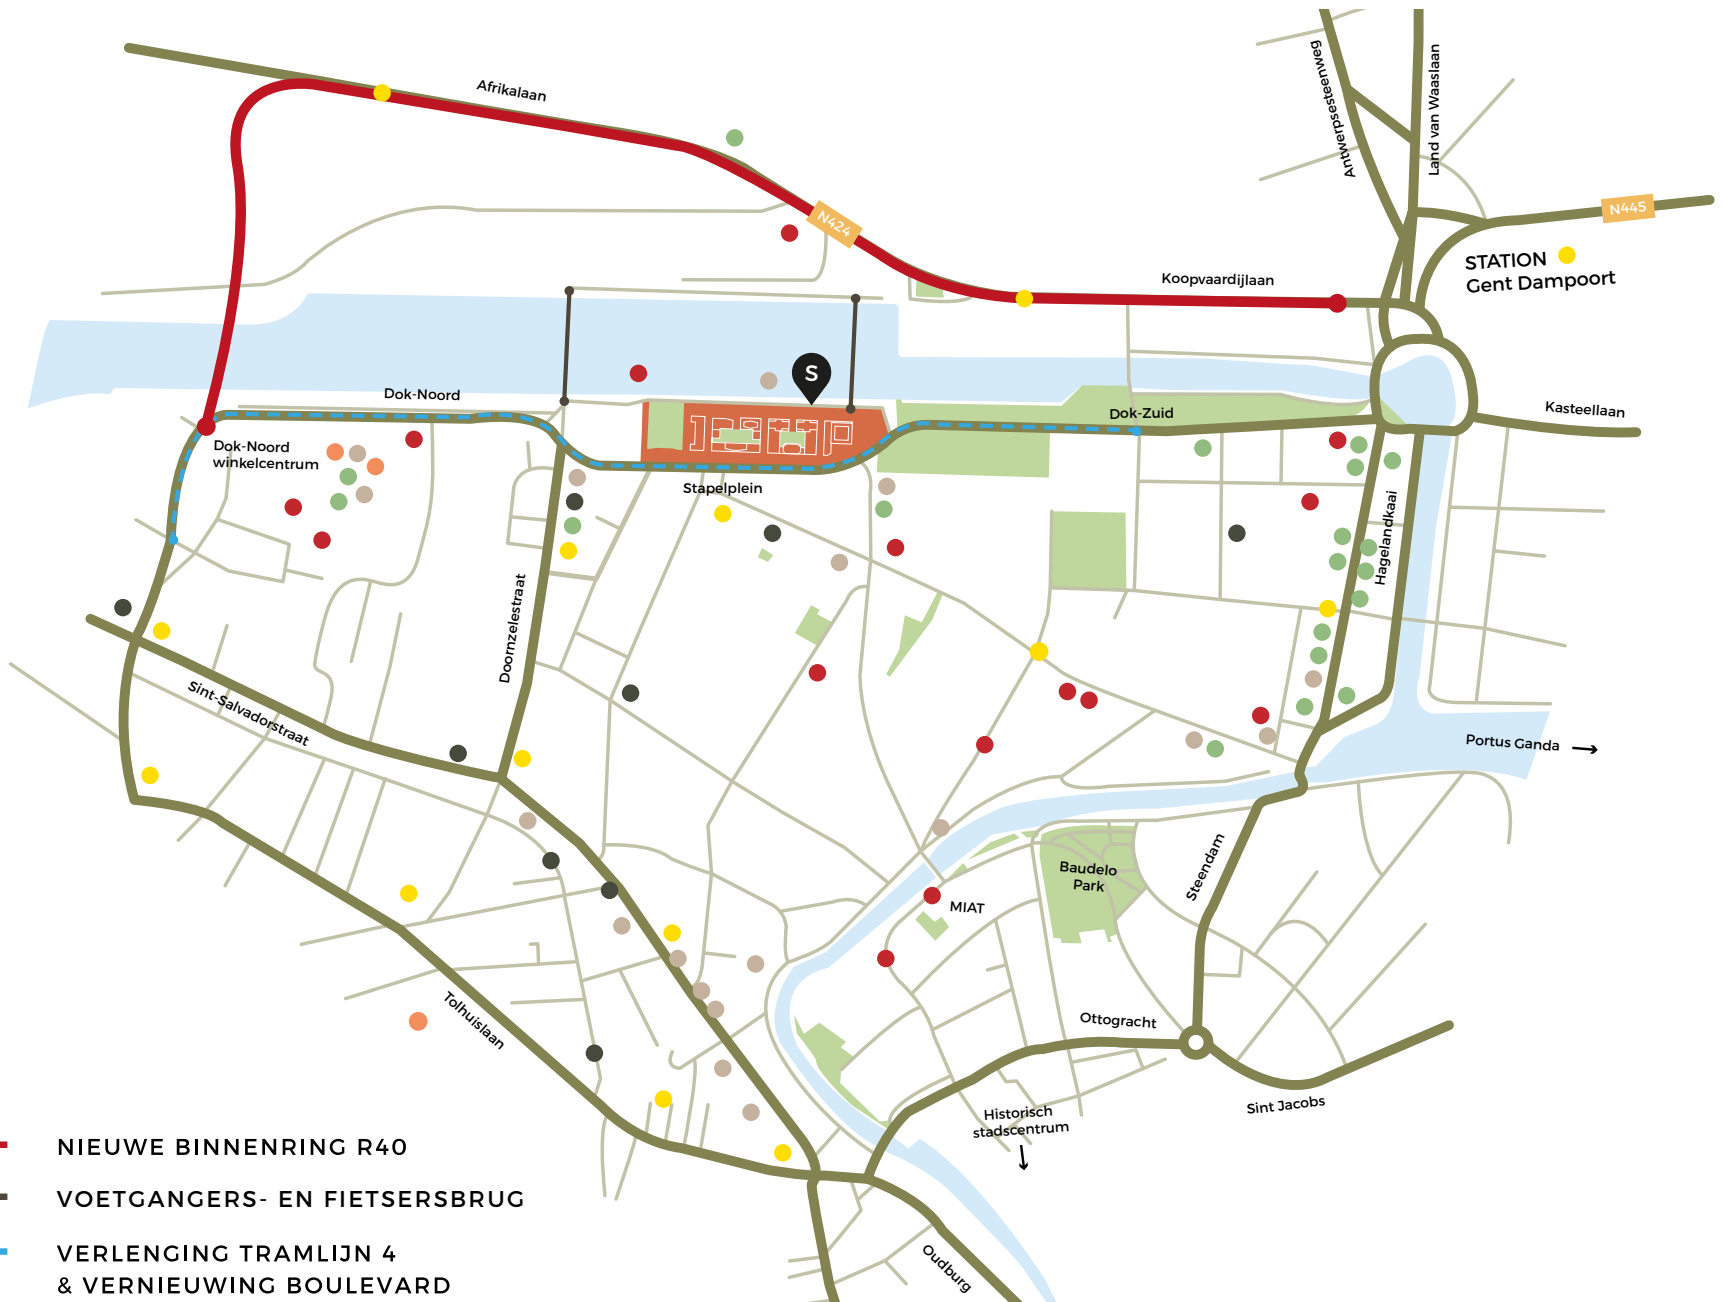 Afrikalaan
Antwerpsesteenweg
Land van Waaslaan
N424
N445
STATION
Gent Dampoort
Koopvaardijlaan
S
Dok-Noord
Dok-Zuid
Kasteellaan
Dok-Noord
winkelcentrum
Stapelplein
Hagelandkaai
Doornzelestraat
Sint-Salvadorstraat
Portus Ganda →
Baudelo
Park
Steendam
MIAT
Tolhuislaan
Ottogracht
Sint Jacobs
Historisch
stadscentrum
↓
Oudburg
NIEUWE BINNENRING R40
VOETGANGERS- EN FIETSERSBRUG
VERLENGING TRAMLIJN 4
& VERNIEUWING BOULEVARD